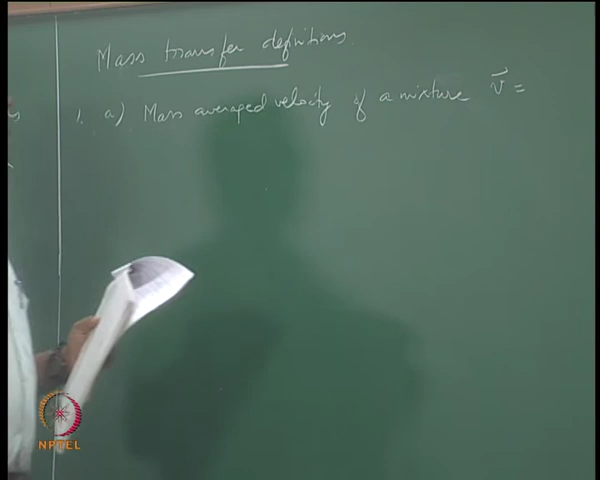 Mass transfer definitions.
1. a) Mass averaged velocity of a mixture v⃗ =
NPTEL